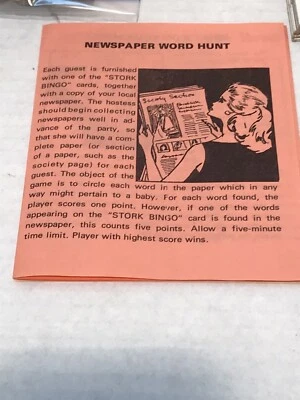 NEWSPAPER WORD HUNT
Each guest is furnished
with one of the "STORK
BINGO" cards, together
with a copy of your local
newspaper. The hostess
should begin collecting
newspapers well in ad-
vance of the party, so
that she will have a com-
plete paper (or section
of a paper, such as the
society page) for each
guest. The object of the
game is to circle each word in the paper which in any
way might pertain to a baby. For each word found, the
player scores one point. However, if one of the words
appearing on the "STORK BINGO" card is found in the
newspaper, this counts five points. Allow a five-minute
time limit. Player with highest score wins.
Society Section